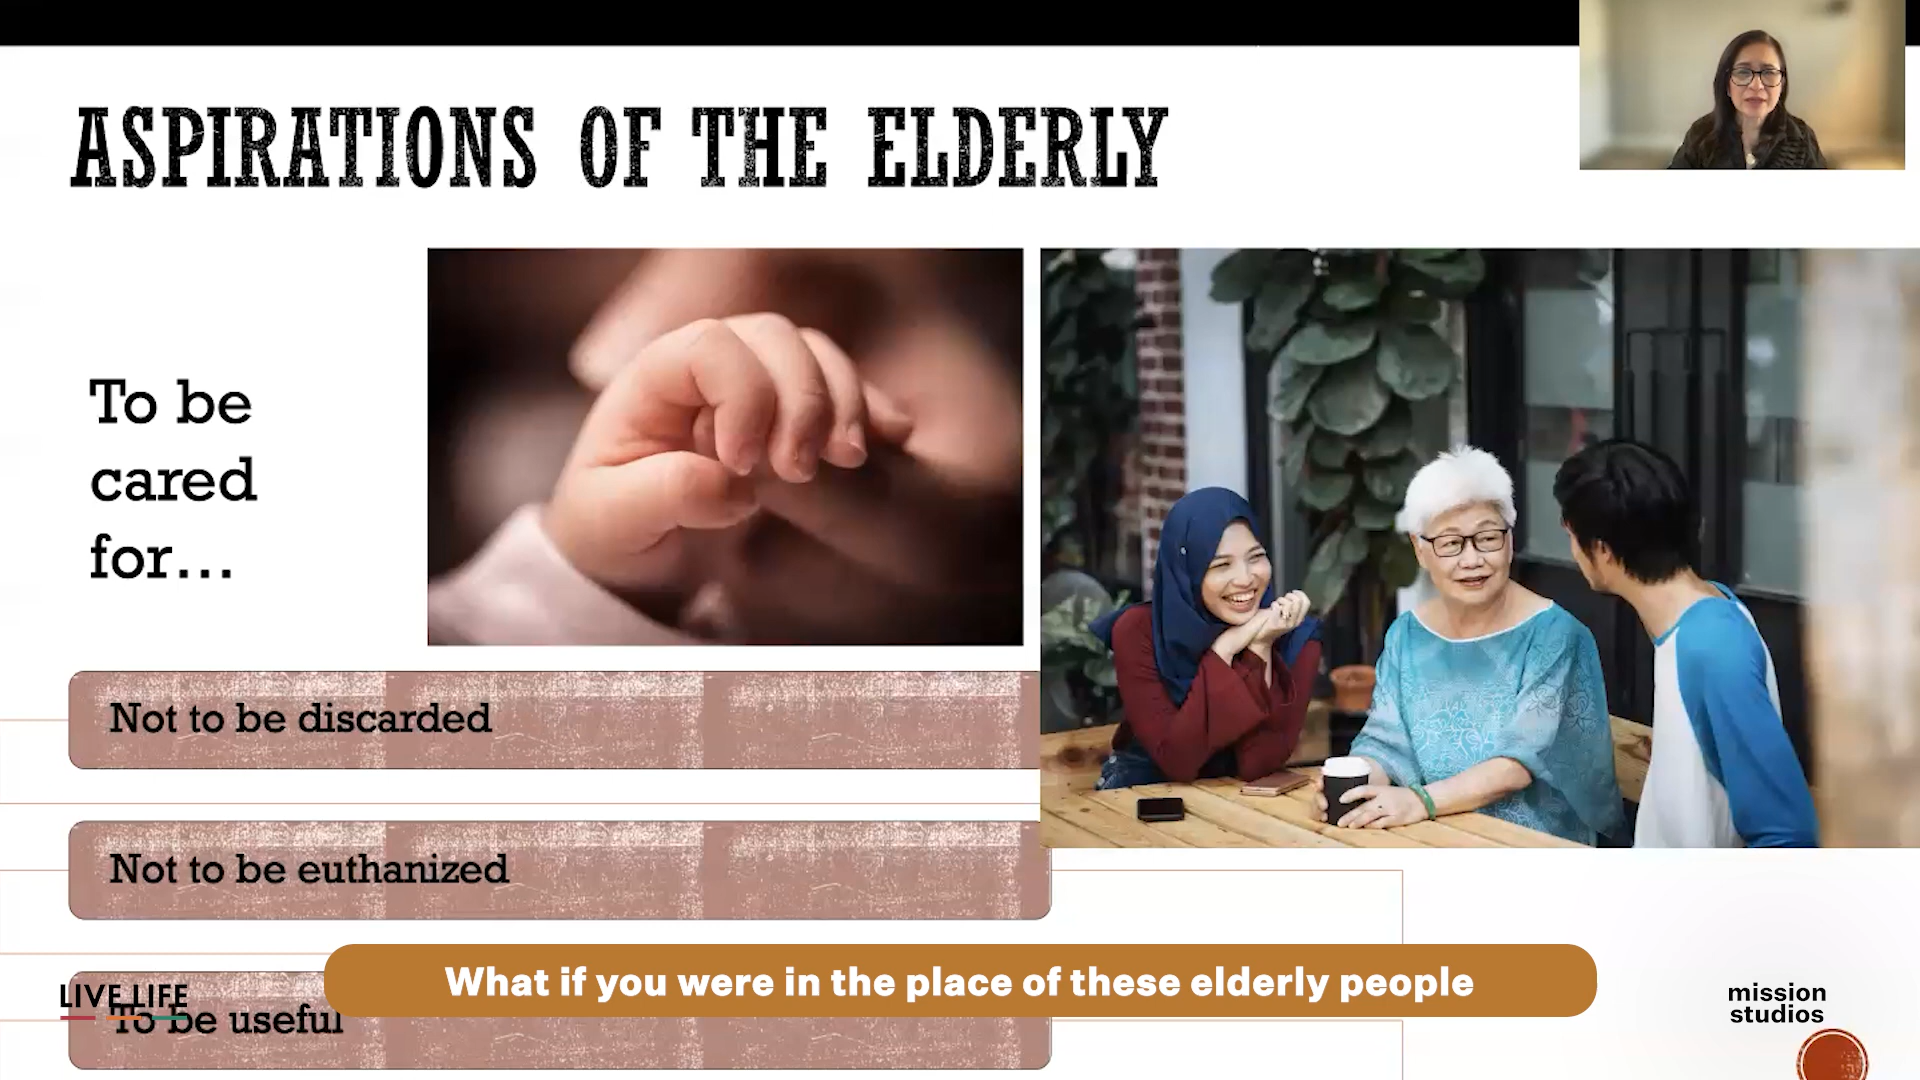 ASPIRATIONS OF THE ELDERLY
To be
cared
for...
Not to be discarded
Not to be euthanized
To be useful
What if you were in the place of these elderly people
LIVE LIFE
mission
studios